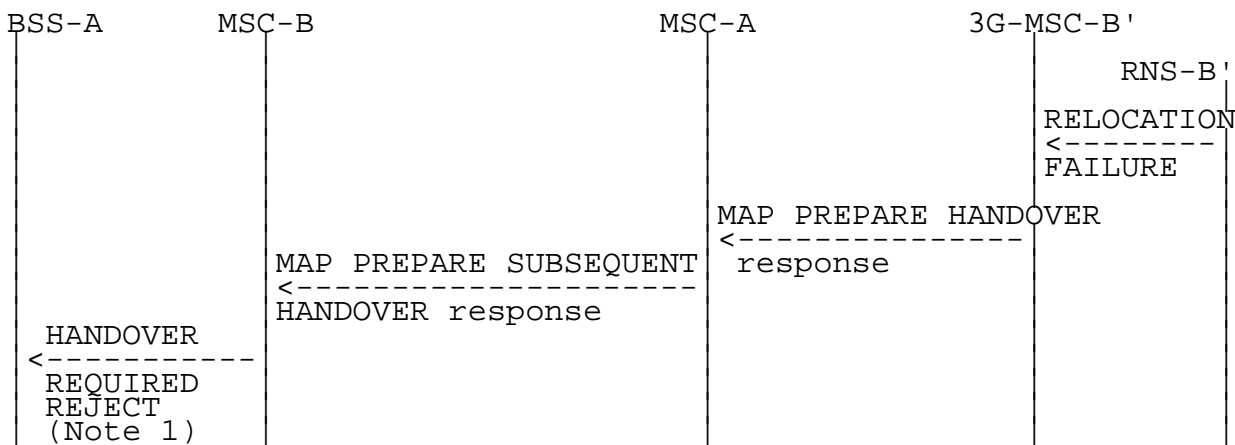 BSS-A MSC-B MSC-A 3G-MSC-B'
RNS-B'
RELOCATION
FAILURE
MAP PREPARE HANDOVER
response
MAP PREPARE SUBSEQUENT
HANDOVER response
HANDOVER
REQUIRED
REJECT
(Note 1)